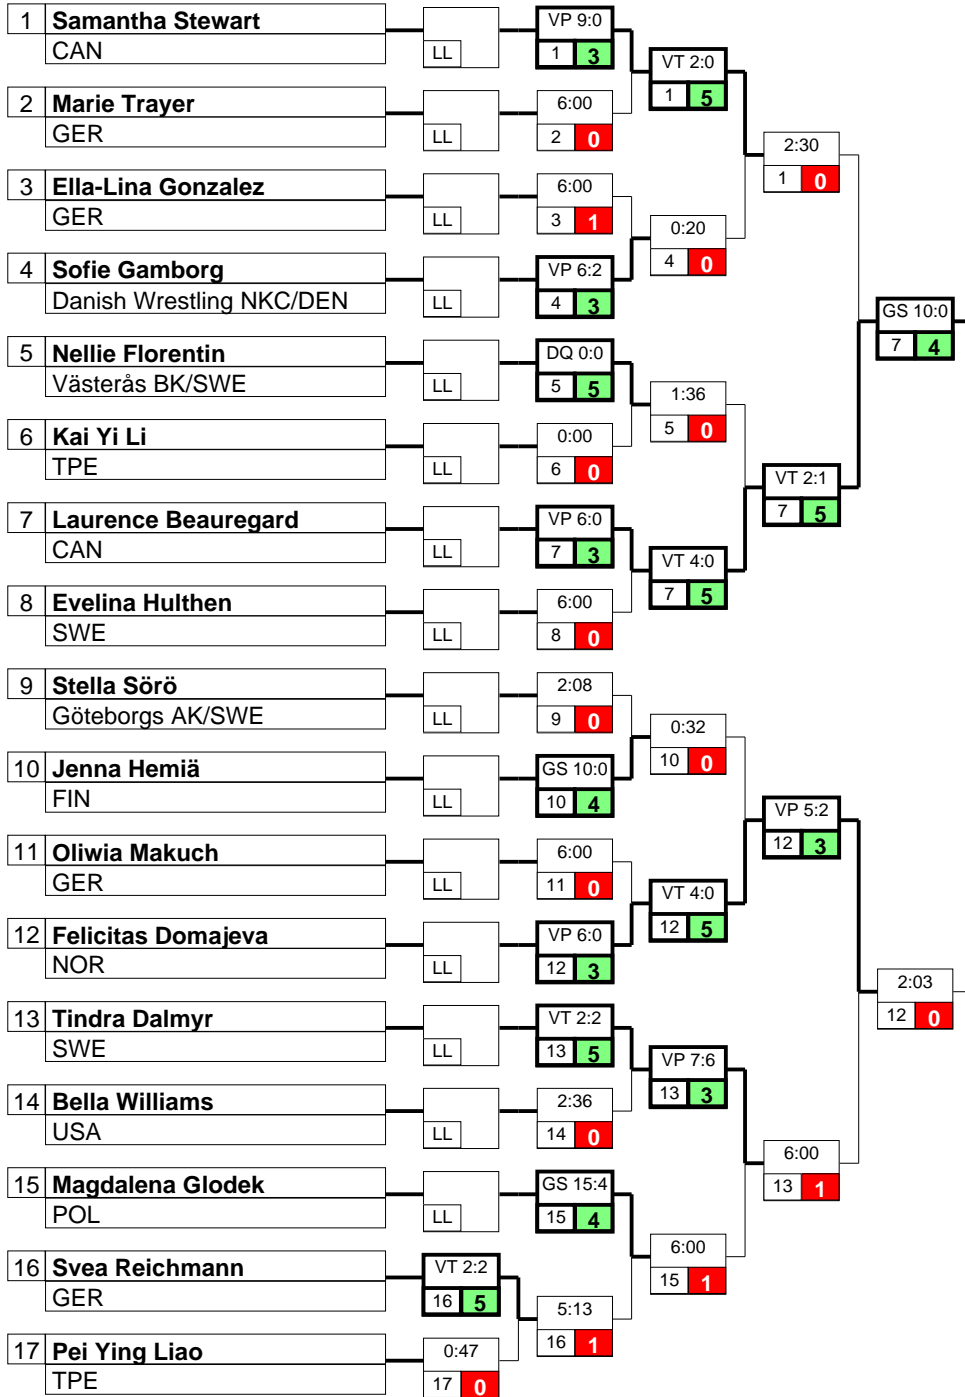 1 Samantha Stewart
CAN
LL
VP 9:0
1 3
VT 2:0
1 5
2 Marie Trayer
GER
LL
6:00
2 0
2:30
1 0
3 Ella-Lina Gonzalez
GER
LL
6:00
3 1
0:20
4 0
4 Sofie Gamborg
Danish Wrestling NKC/DEN
LL
VP 6:2
4 3
GS 10:0
7 4
5 Nellie Florentin
Västerås BK/SWE
LL
DQ 0:0
5 5
1:36
5 0
6 Kai Yi Li
TPE
LL
0:00
6 0
VT 2:1
7 5
7 Laurence Beauregard
CAN
LL
VP 6:0
7 3
VT 4:0
7 5
8 Evelina Hulthen
SWE
LL
6:00
8 0
9 Stella Sörö
Göteborgs AK/SWE
LL
2:08
9 0
0:32
10 0
10 Jenna Hemiä
FIN
LL
GS 10:0
10 4
VP 5:2
12 3
11 Oliwia Makuch
GER
LL
6:00
11 0
VT 4:0
12 5
12 Felicitas Domajeva
NOR
LL
VP 6:0
12 3
2:03
12 0
13 Tindra Dalmyr
SWE
LL
VT 2:2
13 5
VP 7:6
13 3
14 Bella Williams
USA
LL
2:36
14 0
6:00
13 1
15 Magdalena Glodek
POL
LL
GS 15:4
15 4
6:00
15 1
16 Svea Reichmann
GER
VT 2:2
16 5
5:13
16 1
17 Pei Ying Liao
TPE
0:47
17 0